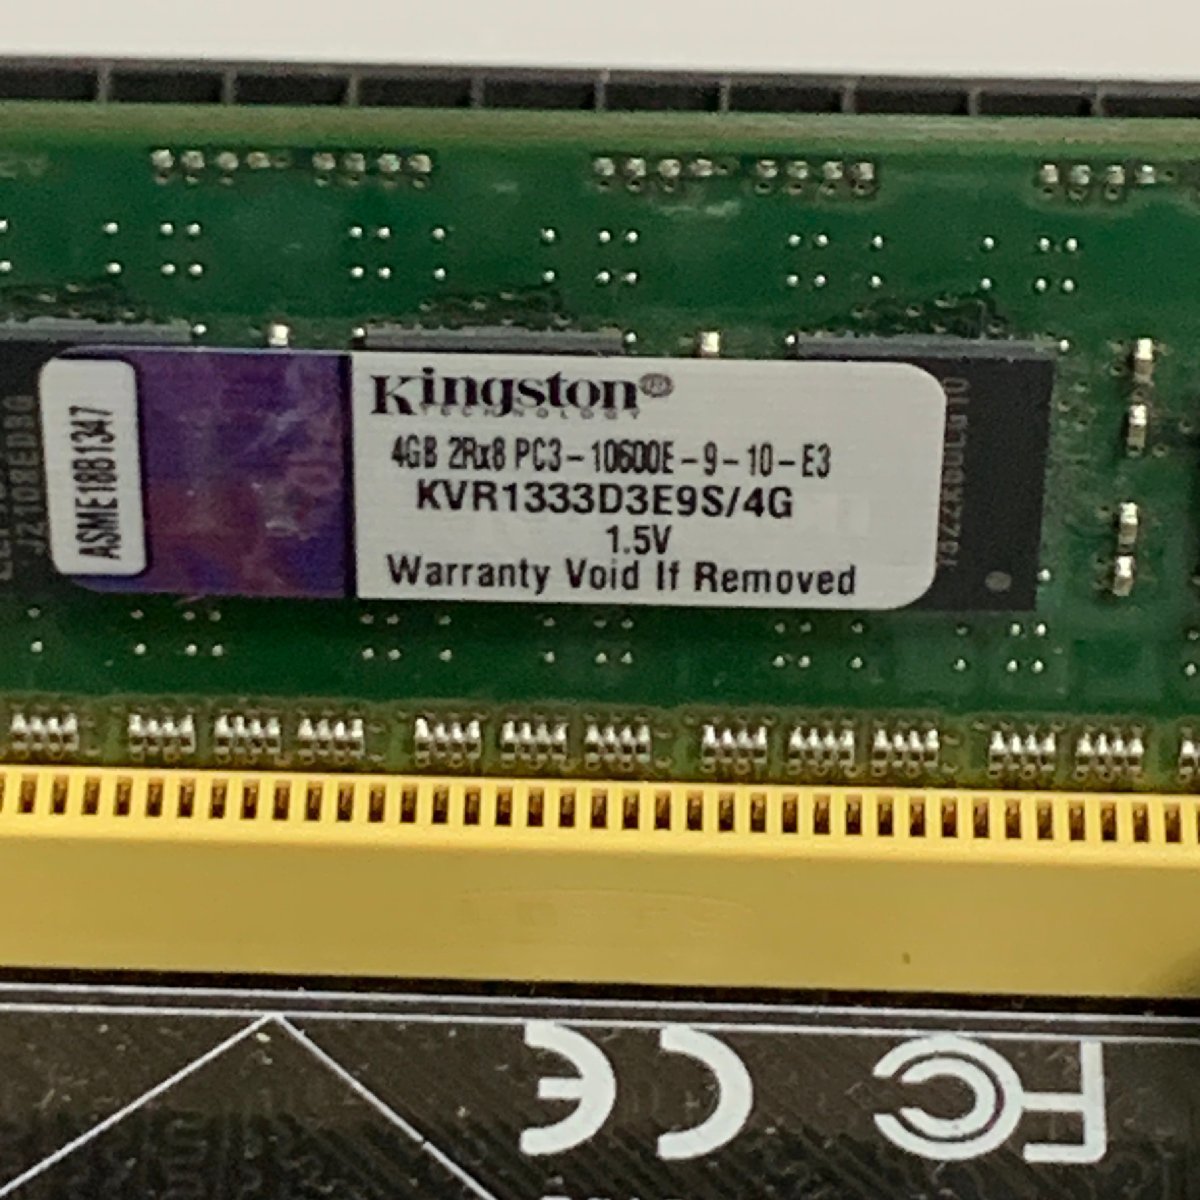 Kingston®
TECHNOLOGY
4GB 2Rx8 PC3-10600E-9-10-E3
KVR1333D3E9S/4G
1.5V
Warranty Void If Removed
ASME18B1347
CE
FC